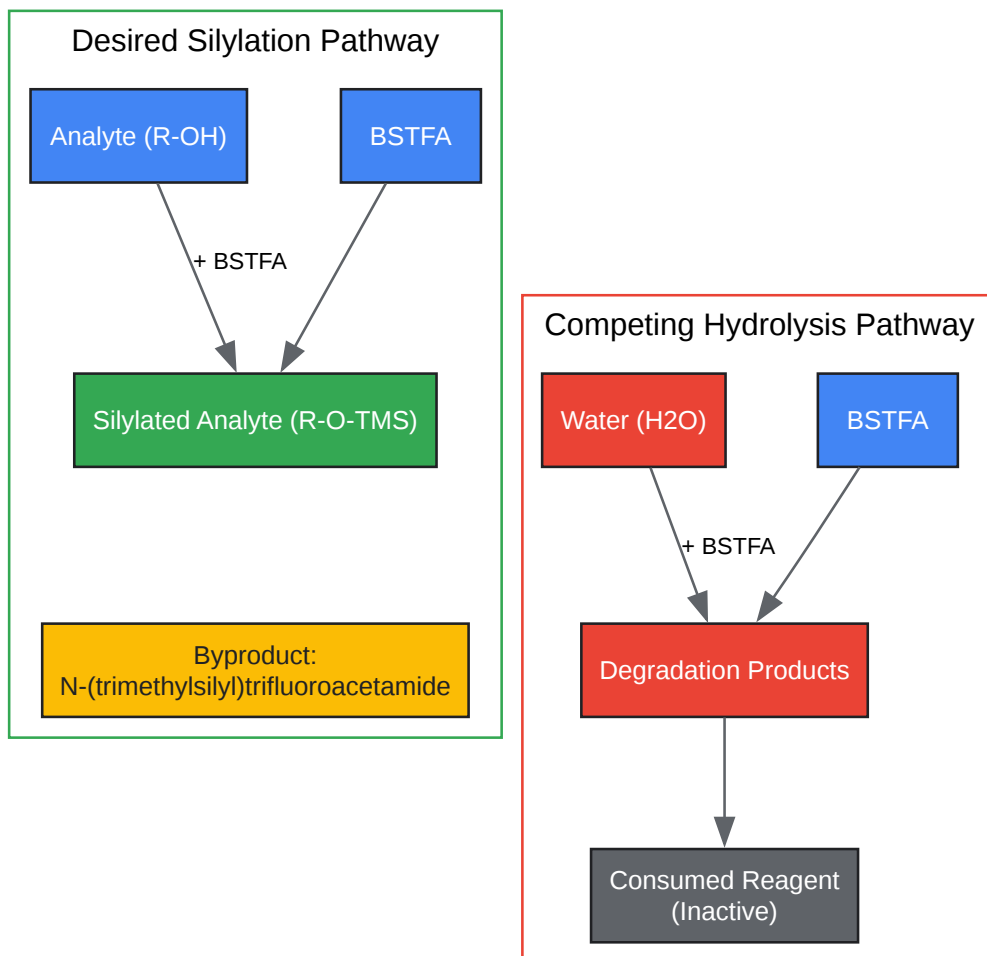 Desired Silylation Pathway
Analyte (R-OH)
BSTFA
+ BSTFA
Silylated Analyte (R-O-TMS)
Byproduct:
N-(trimethylsilyl)trifluoroacetamide
Competing Hydrolysis Pathway
Water (H2O)
BSTFA
+ BSTFA
Degradation Products
Consumed Reagent
(Inactive)